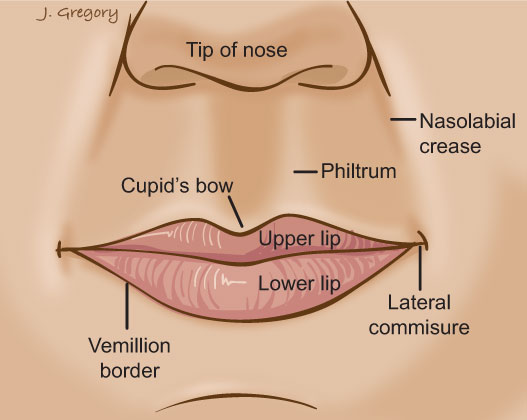 J. Gregory
Tip of nose
Nasolabial
crease
Philtrum
Cupid's bow
Upper lip
Lower lip
Lateral
commisure
Vemillion
border